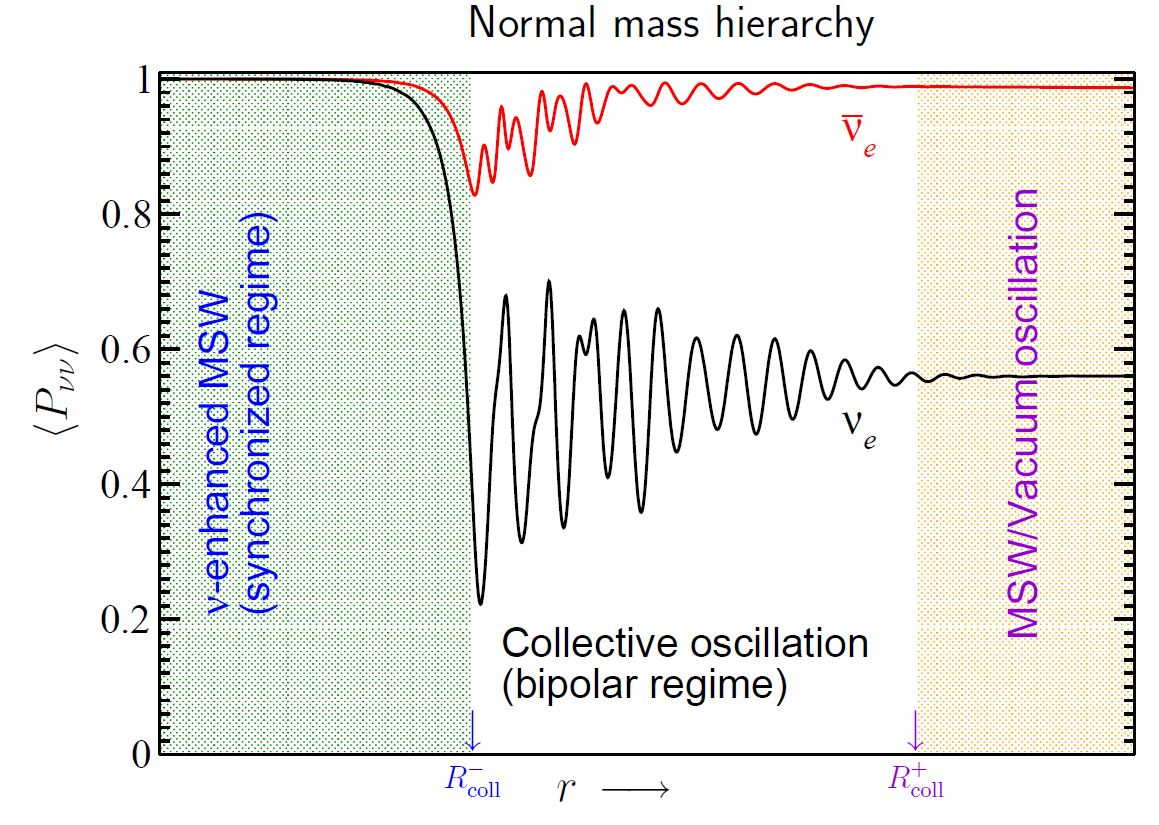 Normal mass hierarchy
1
0.8
0.6
0.4
0.2
0
⟨P_νν⟩
ν-enhanced MSW
(synchronized regime)
ν̅_e
ν_e
MSW/Vacuum oscillation
Collective oscillation
(bipolar regime)
R⁻_coll
r ⟶
R⁺_coll